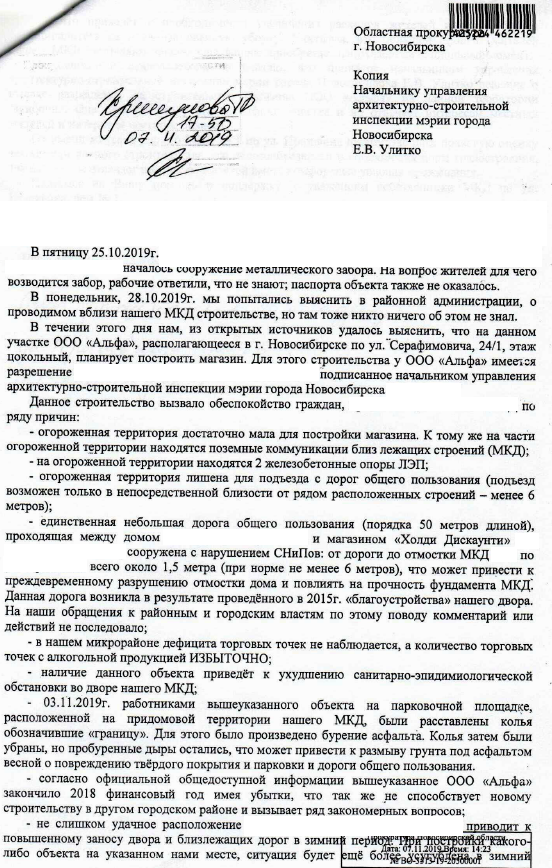 425224 462219
Областная прокуратура
г. Новосибирска
Копия
Начальнику управления
архитектурно-строительной
инспекции мэрии города
Новосибирска
Е.В. Улитко
17-50
07. 11. 2019
В пятницу 25.10.2019г.
началось сооружение металлического забора. На вопрос жителей для чего
возводится забор, рабочие ответили, что не знают; паспорта объекта также не оказалось.
В понедельник, 28.10.2019г. мы попытались выяснить в районной администрации, о
проводимом вблизи нашего МКД строительстве, но там тоже никто ничего об этом не знал.
В течении этого дня нам, из открытых источников удалось выяснить, что на данном
участке ООО «Альфа», располагающееся в г. Новосибирске по ул. Серафимовича, 24/1, этаж
цокольный, планирует построить магазин. Для этого строительства у ООО «Альфа» имеется
разрешение подписанное начальником управления
архитектурно-строительной инспекции мэрии города Новосибирска
Данное строительство вызвало обеспокойство граждан, по
ряду причин:
- огороженная территория достаточно мала для постройки магазина. К тому же на части
огороженной территории находятся поземные коммуникации близ лежащих строений (МКД);
- на огороженной территории находятся 2 железобетонные опоры ЛЭП;
- огороженная территория лишена для подъезда с дорог общего пользования (подъезд
возможен только в непосредственной близости от рядом расположенных строений – менее 6
метров);
- единственная небольшая дорога общего пользования (порядка 50 метров длиной),
проходящая между домом и магазином «Холди Дискаунти»
сооружена с нарушением СНиПов: от дороги до отмостки МКД по
всего около 1,5 метра (при норме не менее 6 метров), что может привести к
преждевременному разрушению отмостки дома и повлиять на прочность фундамента МКД.
Данная дорога возникла в результате проведённого в 2015г. «благоустройства» нашего двора.
На наши обращения к районным и городским властям по этому поводу комментарий или
действий не последовало;
- в нашем микрорайоне дефицита торговых точек не наблюдается, а количество торговых
точек с алкогольной продукцией ИЗБЫТОЧНО;
- наличие данного объекта приведёт к ухудшению санитарно-эпидимиологической
обстановки во дворе нашего МКД;
- 03.11.2019г. работниками вышеуказанного объекта на парковочной площадке,
расположенной на придомовой территории нашего МКД, были расставлены колья
обозначившие «границу». Для этого было произведено бурение асфальта. Колья затем были
убраны, но пробуренные дыры остались, что может привести к размыву грунта под асфальтом
весной о повреждению твёрдого покрытия и парковки и дороги общего пользования.
- согласно официальной общедоступной информации вышеуказанное ООО «Альфа»
закончило 2018 финансовый год имея убытки, что так же не способствует новому
строительству в другом городском районе и вызывает ряд закономерных вопросов;
- не слишком удачное расположение приводит к
повышенному заносу двора и близлежащих дорог в зимний период. При постройки какого-
либо объекта на указанном нами месте, ситуация будет ещё более усугублена в зимний
прокуратура Новосибирской области
Дата: 07.11.2019 Время: 14:23